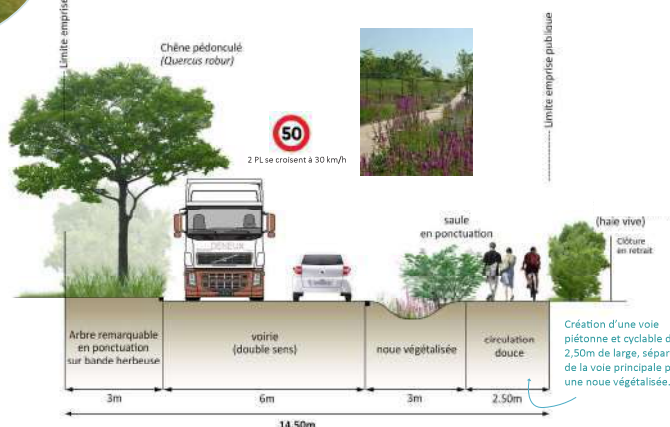 Limite emprise
Chêne pédonculé
(Quercus robur)
50
2 PL se croisent à 30 km/h
Limite emprise publique
saule
en ponctuation
(haie vive)
Clôture
en retrait
DENEUX
Arbre remarquable
en ponctuation
sur bande herbeuse
voirie
(double sens)
noue végétalisée
circulation
douce
Création d'une voie
piétonne et cyclable
2,50m de large,
de la voie principale
une noue végétalisée.
3m
6m
3m
2.50m
14.50m